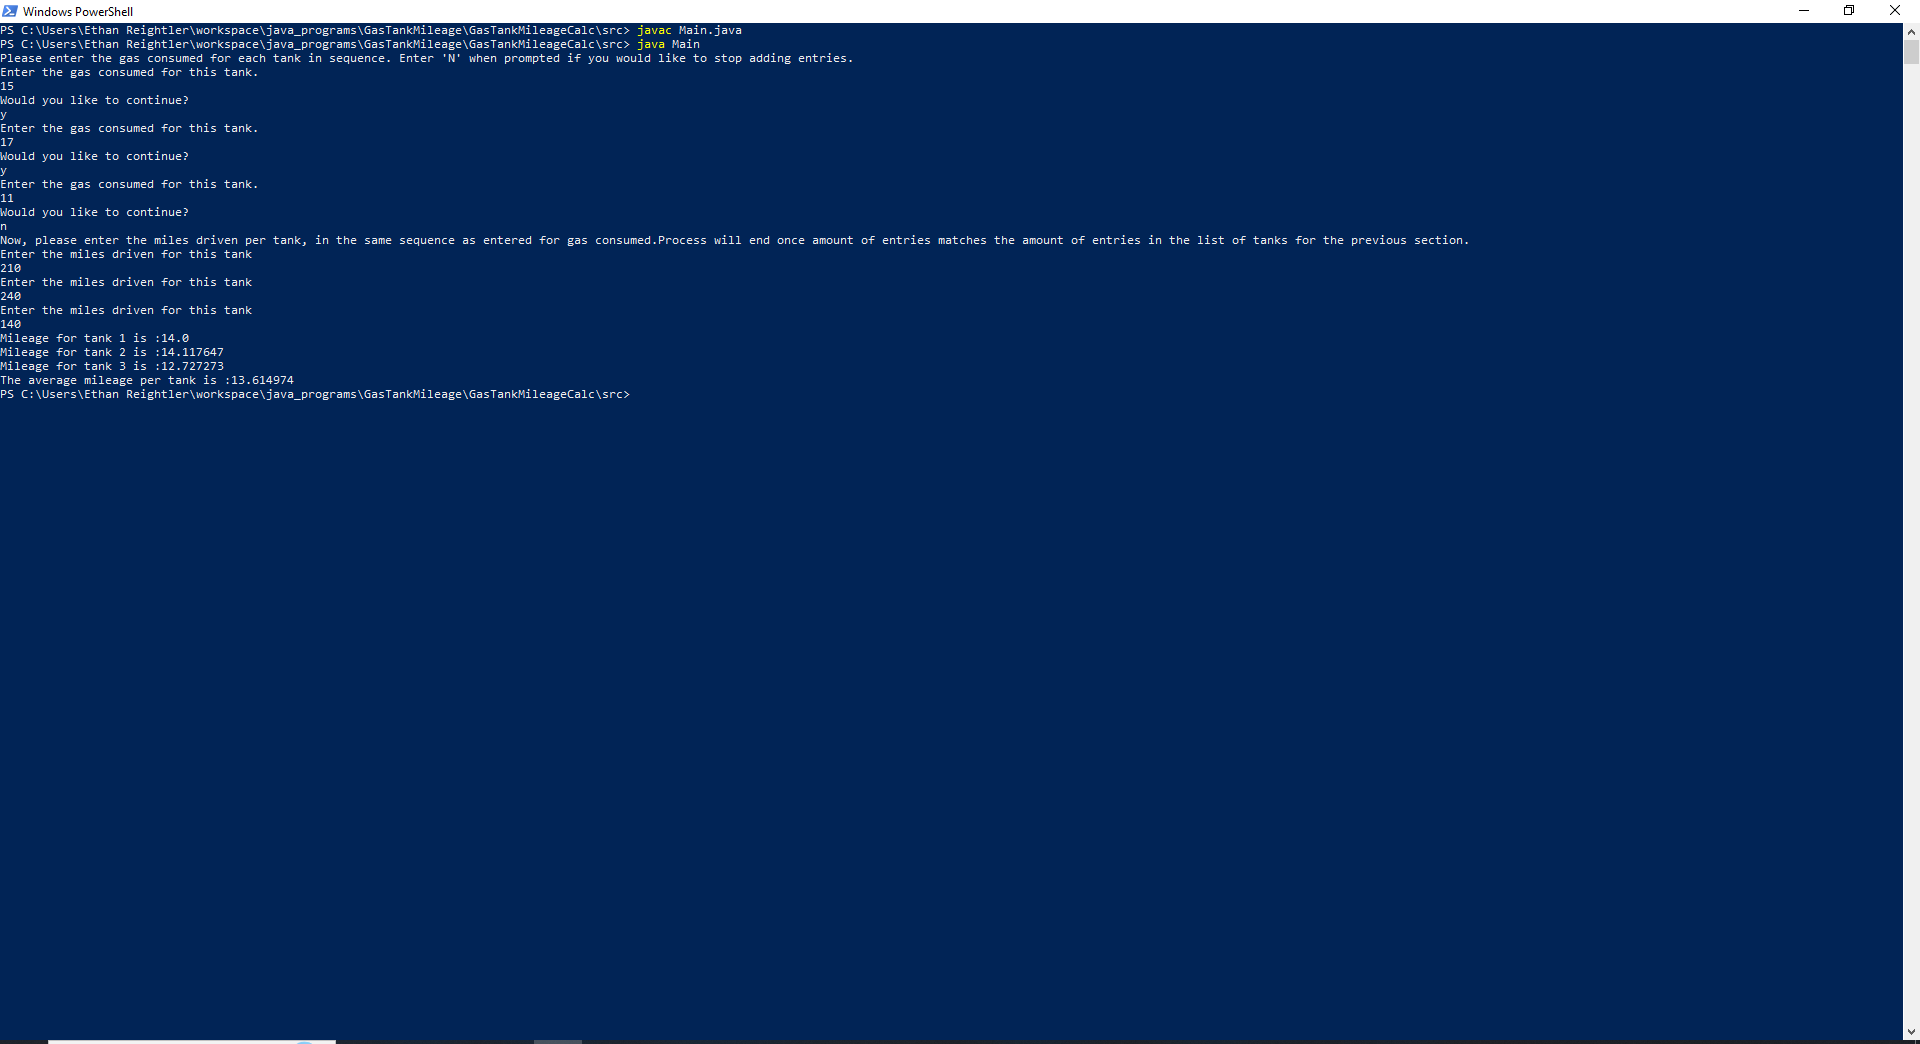 Windows PowerShell
PS C:\Users\Ethan Reightler\workspace\java_programs\GasTankMileage\GasTankMileageCalc\src> javac Main.java
PS C:\Users\Ethan Reightler\workspace\java_programs\GasTankMileage\GasTankMileageCalc\src> java Main
Please enter the gas consumed for each tank in sequence. Enter 'N' when prompted if you would like to stop adding entries.
Enter the gas consumed for this tank.
15
Would you like to continue?
y
Enter the gas consumed for this tank.
17
Would you like to continue?
y
Enter the gas consumed for this tank.
11
Would you like to continue?
n
Now, please enter the miles driven per tank, in the same sequence as entered for gas consumed.Process will end once amount of entries matches the amount of entries in the list of tanks for the previous section.
Enter the miles driven for this tank
210
Enter the miles driven for this tank
240
Enter the miles driven for this tank
140
Mileage for tank 1 is :14.0
Mileage for tank 2 is :14.117647
Mileage for tank 3 is :12.727273
The average mileage per tank is :13.614974
PS C:\Users\Ethan Reightler\workspace\java_programs\GasTankMileage\GasTankMileageCalc\src>